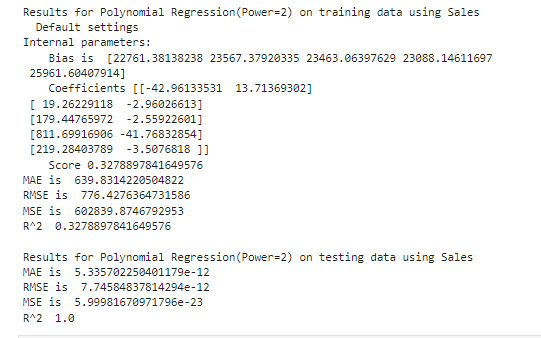 Results for Polynomial Regression(Power=2) on training data using Sales
Default settings
Internal parameters:
Bias is [22761.38138238 23567.37920335 23463.06397629 23088.14611697
25961.60407914]
Coefficients [[-42.96133531 13.71369302]
[ 19.26229118 -2.96026613]
[179.44765972 -2.55922601]
[811.69916906 -41.76832854]
[219.28403789 -3.5076818 ]]
Score 0.3278897841649576
MAE is 639.8314220504822
RMSE is 776.4276364731586
MSE is 602839.8746792953
R^2 0.3278897841649576
Results for Polynomial Regression(Power=2) on testing data using Sales
MAE is 5.335702250401179e-12
RMSE is 7.74584837814294e-12
MSE is 5.99981670971796e-23
R^2 1.0